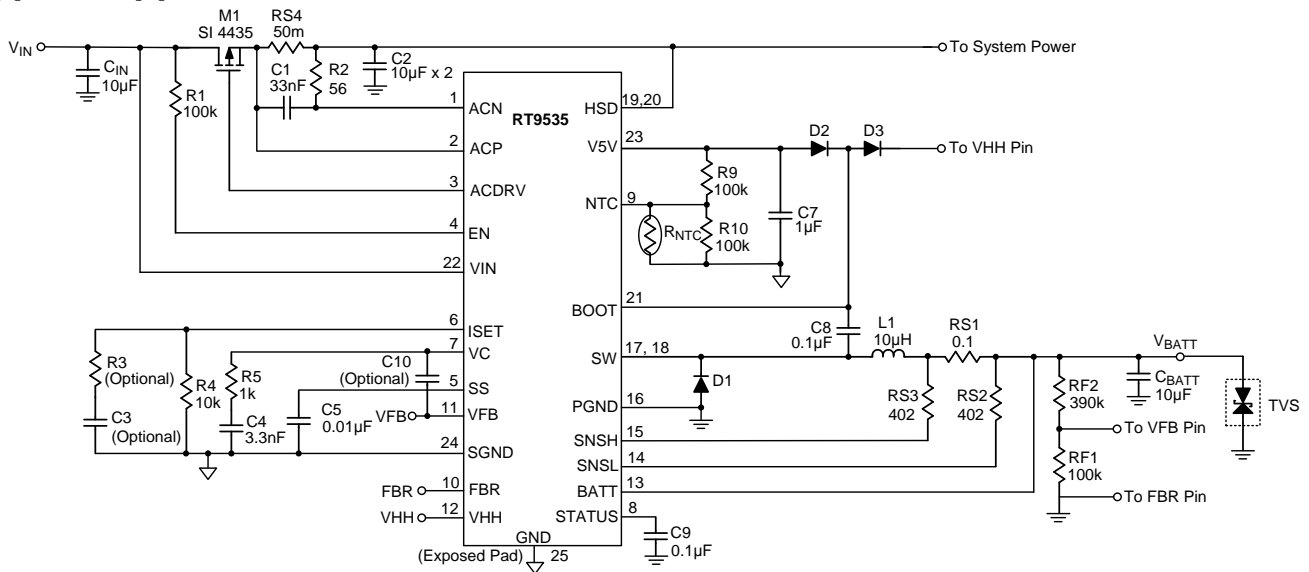 M1
SI 4435
RS4
50m
VIN
CIN
10µF
R1
100k
C1
33nF
R2
56
C2
10µF x 2
To System Power
RT9535
1 ACN
2 ACP
3 ACDRV
4 EN
22 VIN
6 ISET
7 VC
5 SS
11 VFB
24 SGND
10 FBR
12 VHH
HSD 19,20
V5V 23
NTC 9
BOOT 21
SW 17, 18
PGND 16
SNSH 15
SNSL 14
BATT 13
STATUS 8
GND
(Exposed Pad) 25
D2
D3
To VHH Pin
R9
100k
RNTC
R10
100k
C7
1µF
C8
0.1µF
L1
10µH
RS1
0.1
VBATT
D1
RS3
402
RS2
402
RF2
390k
CBATT
10µF
TVS
To VFB Pin
RF1
100k
To FBR Pin
C9
0.1µF
R3
(Optional)
C3
(Optional)
R4
10k
R5
1k
C4
3.3nF
C5
0.01µF
C10
(Optional)
VFB
FBR
VHH